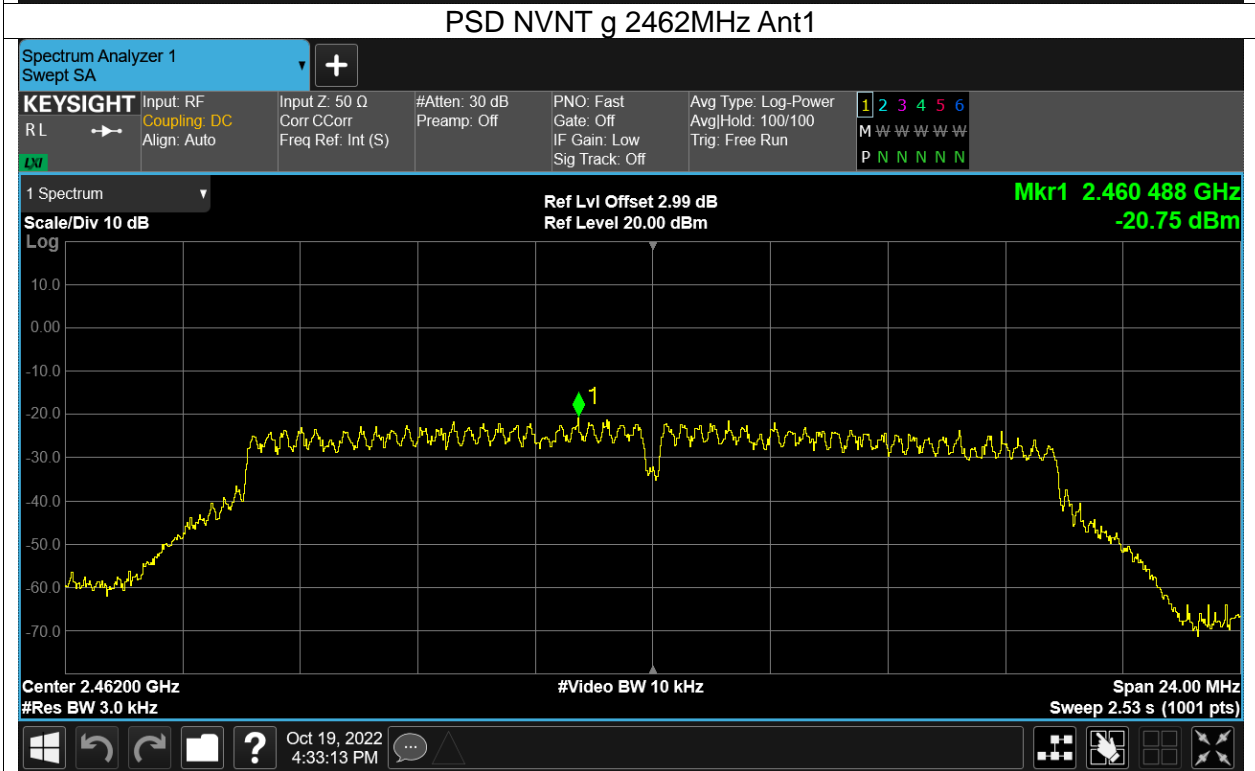 PSD NVNT g 2462MHz Ant1
Spectrum Analyzer 1
Swept SA
KEYSIGHT
R L
LXI
Input: RF
Coupling: DC
Align: Auto
Input Z: 50 Ω
Corr CCorr
Freq Ref: Int (S)
#Atten: 30 dB
Preamp: Off
PNO: Fast
Gate: Off
IF Gain: Low
Sig Track: Off
Avg Type: Log-Power
Avg|Hold: 100/100
Trig: Free Run
1 2 3 4 5 6
M W W W W W
P N N N N N
1 Spectrum
Scale/Div 10 dB
Log
Ref Lvl Offset 2.99 dB
Ref Level 20.00 dBm
Mkr1 2.460 488 GHz
-20.75 dBm
10.0
0.00
-10.0
-20.0
-30.0
-40.0
-50.0
-60.0
-70.0
1
Center 2.46200 GHz
#Res BW 3.0 kHz
#Video BW 10 kHz
Span 24.00 MHz
Sweep 2.53 s (1001 pts)
?
Oct 19, 2022
4:33:13 PM